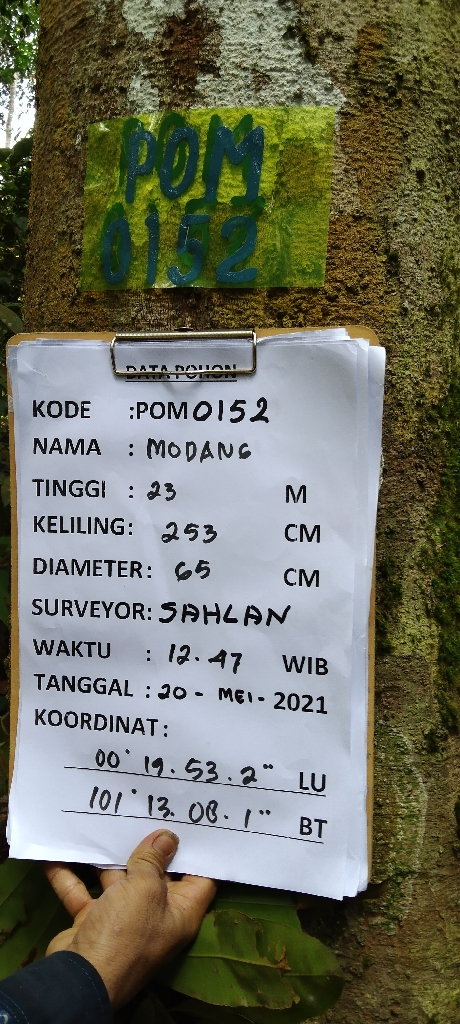 POM
0152
DATA POHON
KODE :POM0152
NAMA : MODANG
TINGGI : 23 M
KELILING: 253 CM
DIAMETER: 65 CM
SURVEYOR: SAHLAN
WAKTU : 12.47 WIB
TANGGAL : 20 - MEI - 2021
KOORDINAT:
00° 19. 53. 2" LU
101° 13. 08. 1" BT